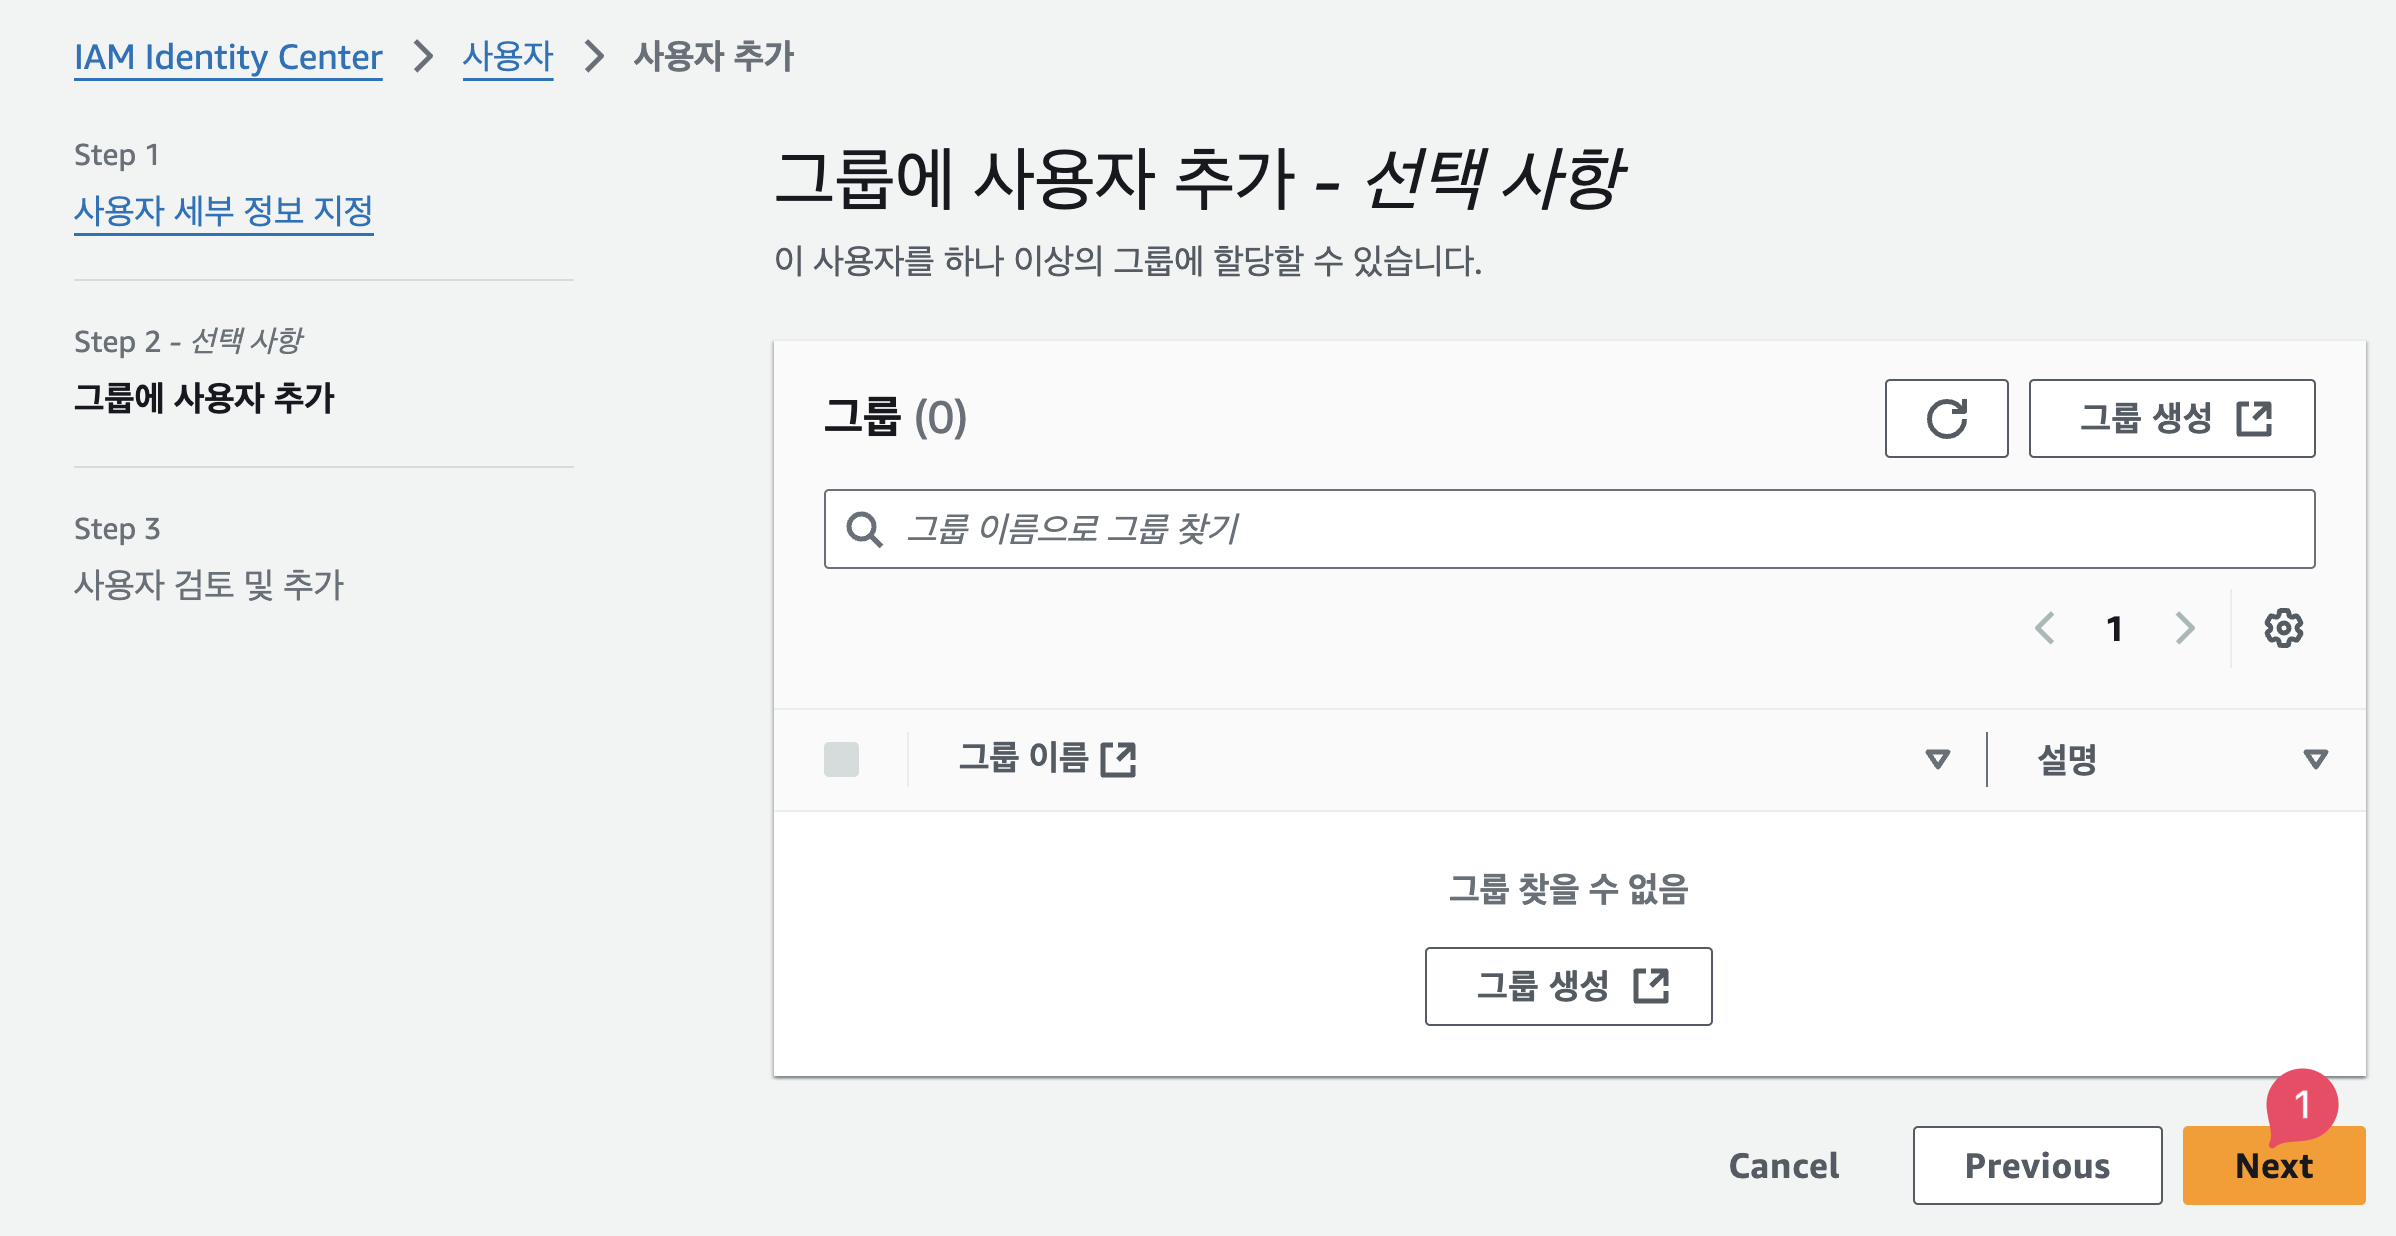 IAM Identity Center > 사용자 > 사용자 추가
Step 1
사용자 세부 정보 지정
Step 2 - 선택 사항
그룹에 사용자 추가
Step 3
사용자 검토 및 추가
그룹에 사용자 추가 - 선택 사항
이 사용자를 하나 이상의 그룹에 할당할 수 있습니다.
그룹 (0)
그룹 생성
그룹 이름으로 그룹 찾기
1
그룹 이름 설명
그룹 찾을 수 없음
그룹 생성
1
Cancel Previous Next